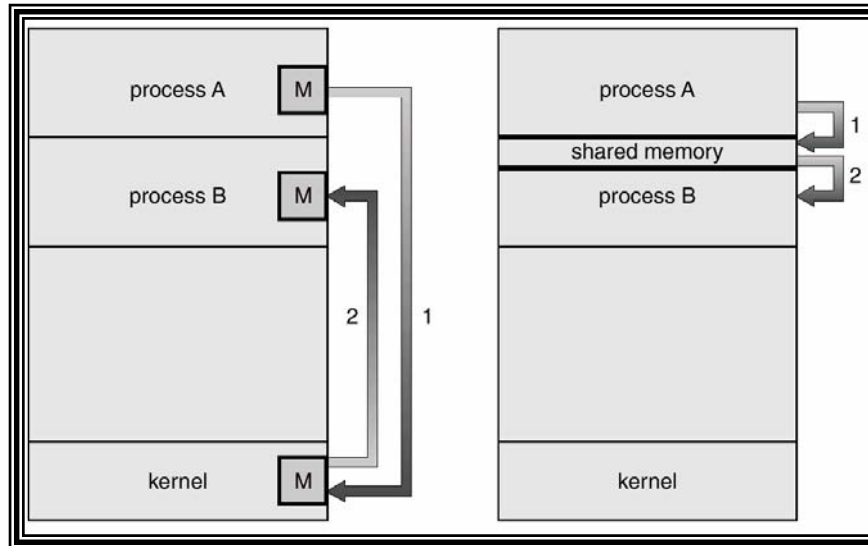 process A
M
process B
M
2
1
kernel
M
process A
1
shared memory
2
process B
kernel